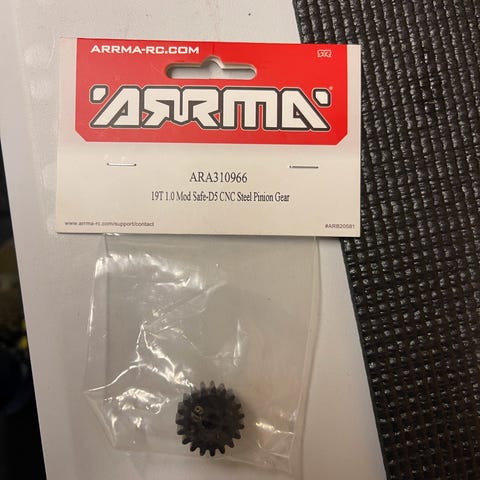 ARRMA-RC.COM
ARRMA
ARA310966
19T 1.0 Mod Safe-D5 CNC Steel Pinion Gear
www.arrma-rc.com/support/contact
#ARB20581